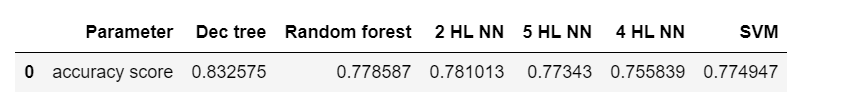 Parameter Dec tree Random forest 2 HL NN 5 HL NN 4 HL NN SVM
0 accuracy score 0.832575 0.778587 0.781013 0.77343 0.755839 0.774947